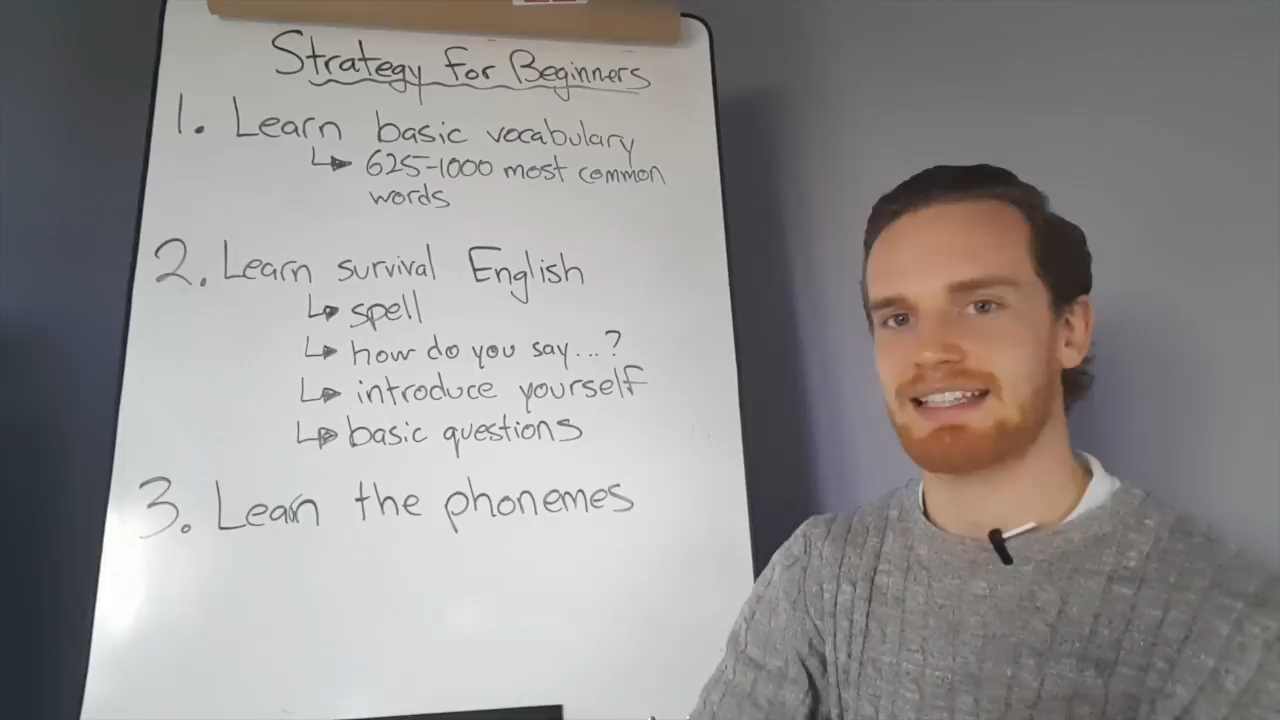 Strategy for Beginners
1. Learn basic vocabulary
↳ 625-1000 most common
words
2. Learn survival English
↳ spell
↳ how do you say...?
↳ introduce yourself
↳ basic questions
3. Learn the phonemes